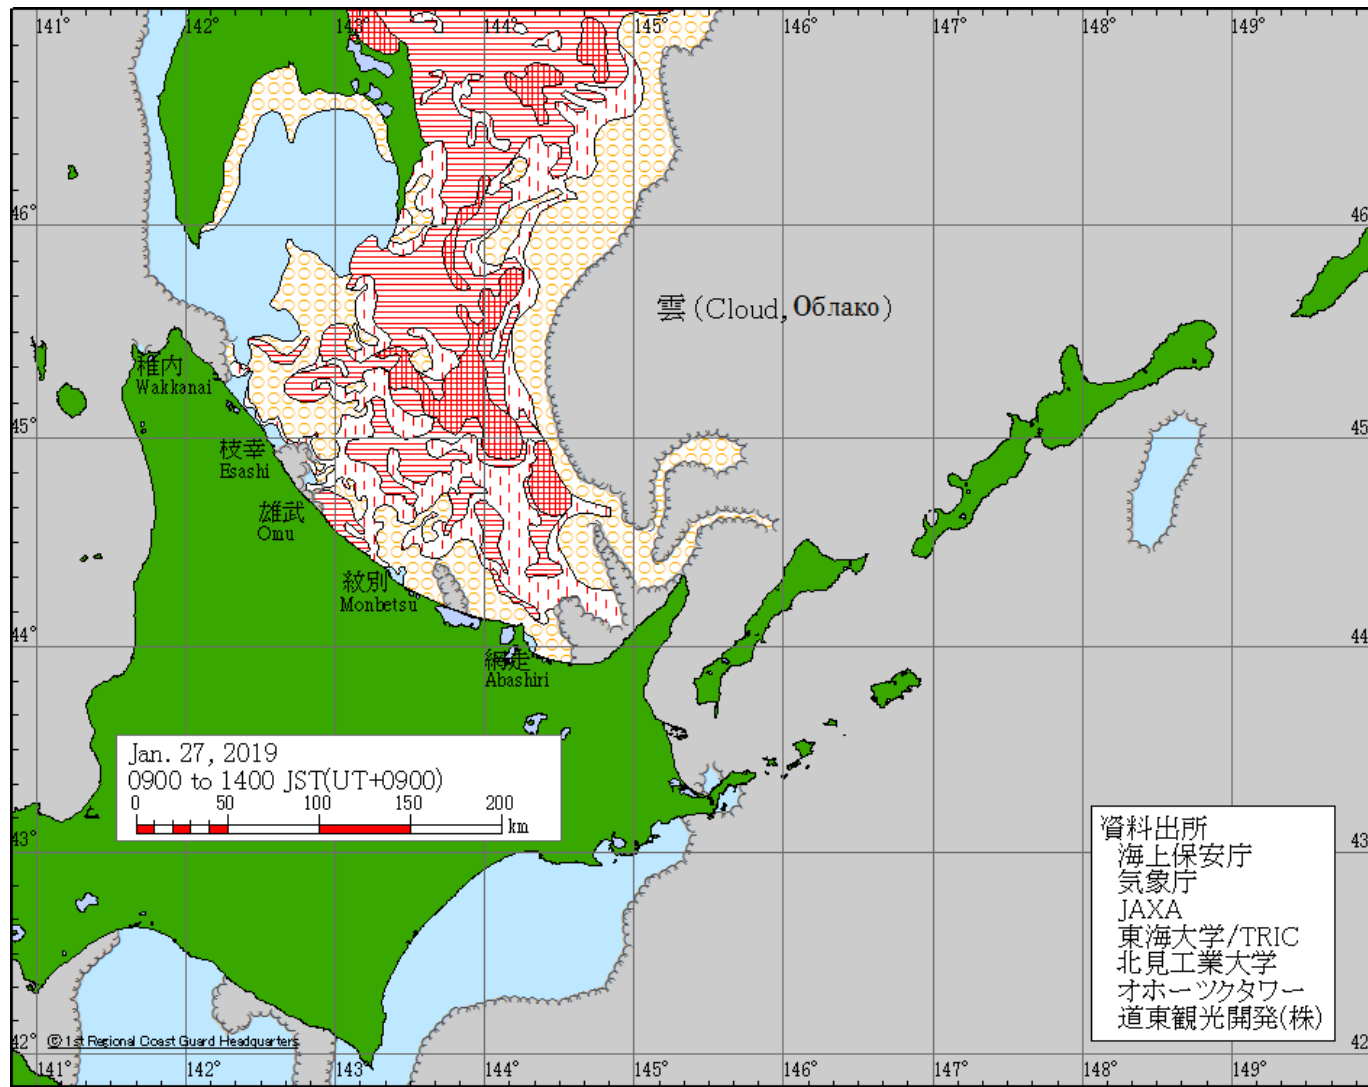 141° 142° 143° 144° 145° 146° 147° 148° 149°
46° 46
雲 (Cloud, Облако)
稚内
Wakkanai
45° 45
枝幸
Esashi
雄武
Omu
紋別
Monbetsu
44° 44
網走
Abashiri
Jan. 27, 2019
0900 to 1400 JST(UT+0900)
0 50 100 150 200
km
43° 43
資料出所
海上保安庁
気象庁
JAXA
東海大学/TRIC
北見工業大学
オホーツクタワー
道東観光開発(株)
© 1st Regional Coast Guard Headquarters
42° 42
141° 142° 143° 144° 145° 146° 147° 148° 149°